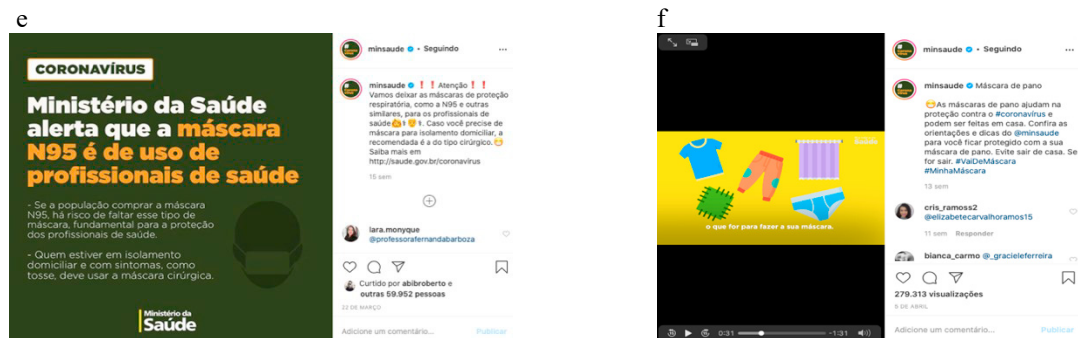 e
CORONAVÍRUS
Ministério da Saúde
alerta que a máscara
N95 é de uso de
profissionais de saúde
- Se a população comprar a máscara
N95, há risco de faltar esse tipo de
máscara, fundamental para a proteção
dos profissionais de saúde.
- Quem estiver em isolamento
domiciliar e com sintomas, como
tosse, deve usar a máscara cirúrgica.
Ministério da
Saúde
minsaude • Seguindo
minsaude ❗❗Atenção❗❗
Vamos deixar as máscaras de proteção
respiratória, como a N95 e outras
similares, para os profissionais de
saúde. Caso você precise de
máscara para isolamento domiciliar, a
recomendada é a do tipo cirúrgica.
Saiba mais em
http://saude.gov.br/coronavirus
15 sem
lara.monyque
@professorafernandabarboza
Curtido por abibroberto e
outras 59.952 pessoas
22 DE MARÇO
Adicione um comentário... Publicar
f
o que for para fazer a sua máscara.
0:31 -1:31
minsaude • Seguindo
minsaude Máscara de pano
As máscaras de pano ajudam na
proteção contra o #coronavírus e
podem ser feitas em casa. Confira as
orientações e dicas do @minsaude
para você ficar protegido com a sua
máscara de pano. Evite sair de casa. Se
for sair. #VaiDeMáscara
#MinhaMáscara
13 sem
cris_ramoss2
@elizabetecarvalhoramos15
11 sem Responder
bianca_carmo @_gracieleferreira
279.313 visualizações
5 DE ABRIL
Adicione um comentário... Publicar